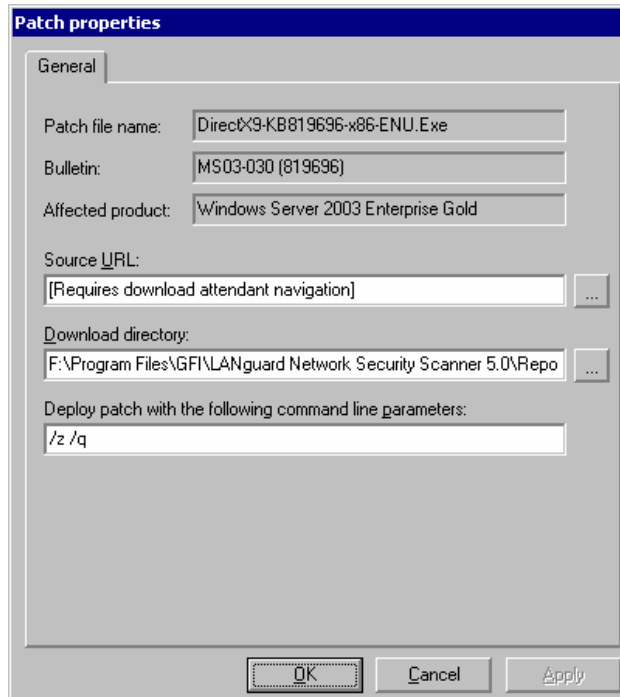 Patch properties
General
Patch file name: DirectX9-KB819696-x86-ENU.Exe
Bulletin: MS03-030 (819696)
Affected product: Windows Server 2003 Enterprise Gold
Source URL:
[Requires download attendant navigation] ...
Download directory:
F:\Program Files\GFI\LANguard Network Security Scanner 5.0\Repo ...
Deploy patch with the following command line parameters:
/z /q
OK Cancel Apply